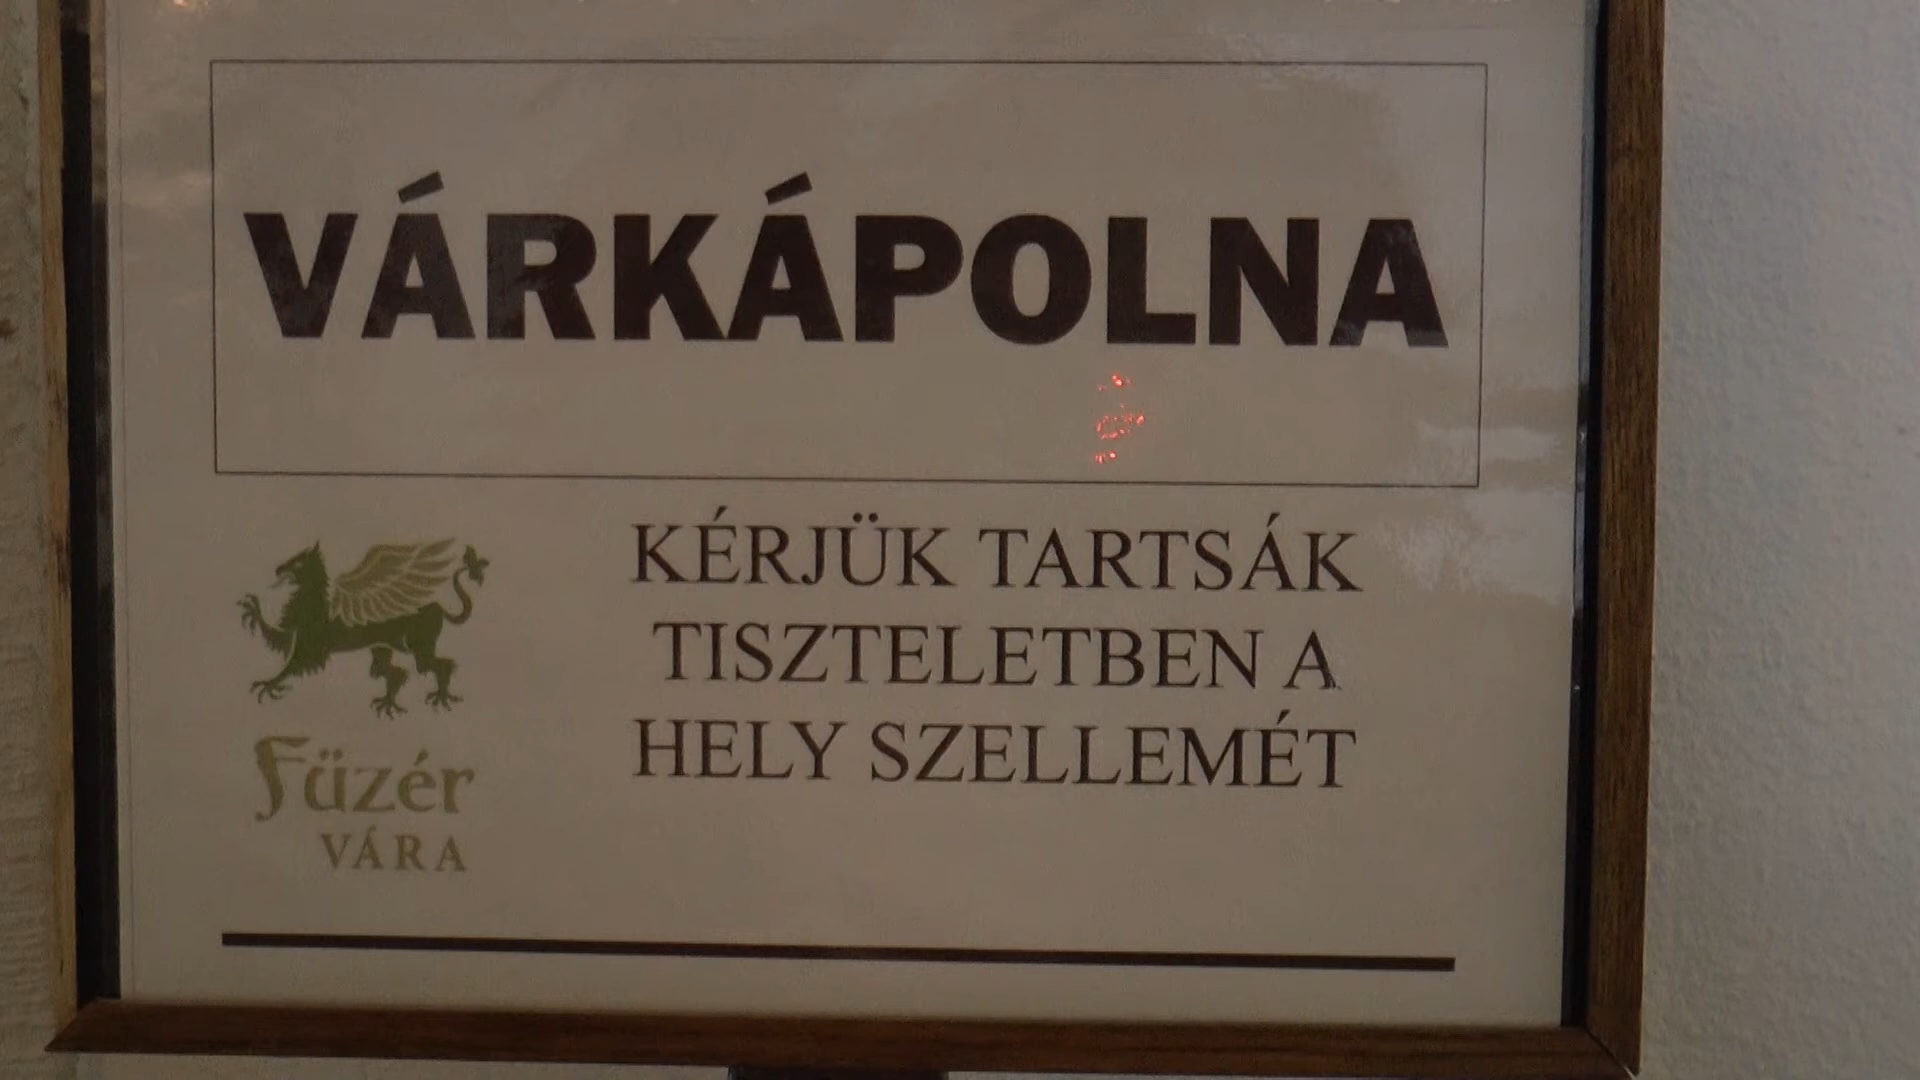 VÁRKÁPOLNA
KÉRJÜK TARTSÁK
TISZTELETBEN A
HELY SZELLEMÉT
Füzér
VÁRA